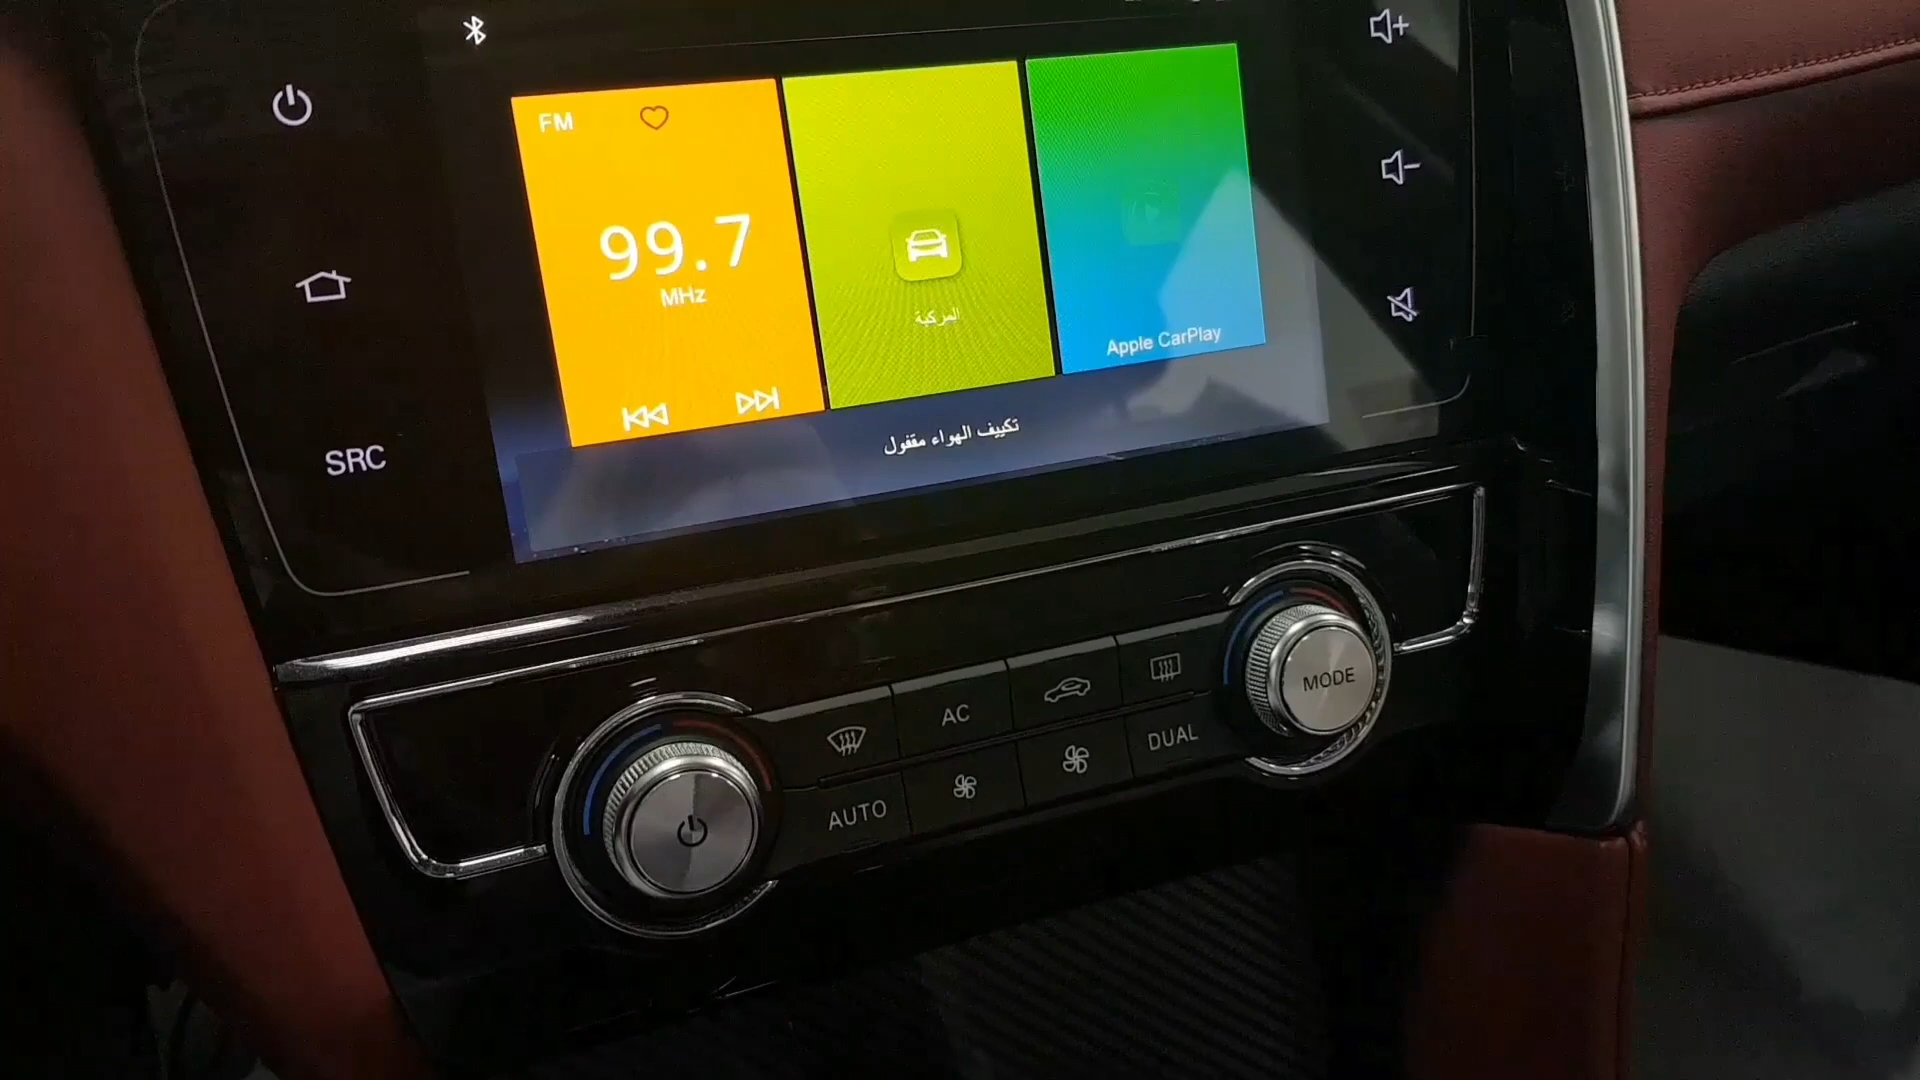 FM
99.7
MHz
المركبة
Apple CarPlay
تكييف الهواء مقفول
SRC
MODE
AC
DUAL
AUTO